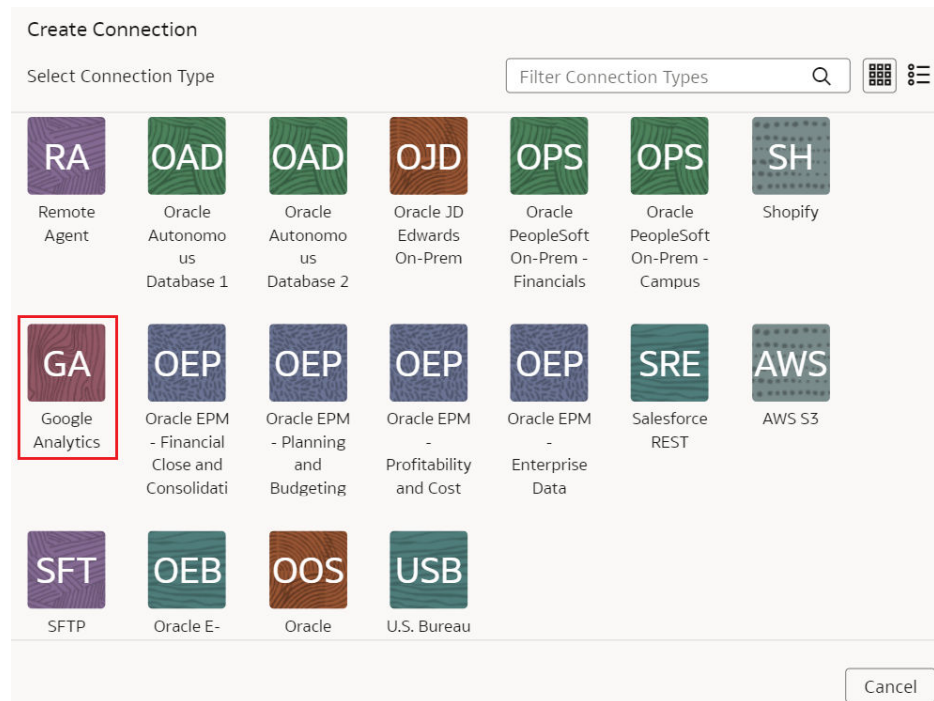 Create Connection
Select Connection Type
Filter Connection Types
RA
OAD
OAD
OJD
OPS
OPS
SH
Remote
Agent
Oracle
Autonomo
us
Database 1
Oracle
Autonomo
us
Database 2
Oracle JD
Edwards
On-Prem
Oracle
PeopleSoft
On-Prem -
Financials
Oracle
PeopleSoft
On-Prem -
Campus
Shopify
GA
OEP
OEP
OEP
OEP
SRE
AWS
Google
Analytics
Oracle EPM
- Financial
Close and
Consolidati
Oracle EPM
- Planning
and
Budgeting
Oracle EPM
-
Profitability
and Cost
Oracle EPM
-
Enterprise
Data
Salesforce
REST
AWS S3
SFT
OEB
OOS
USB
SFTP
Oracle E-
Oracle
U.S. Bureau
Cancel